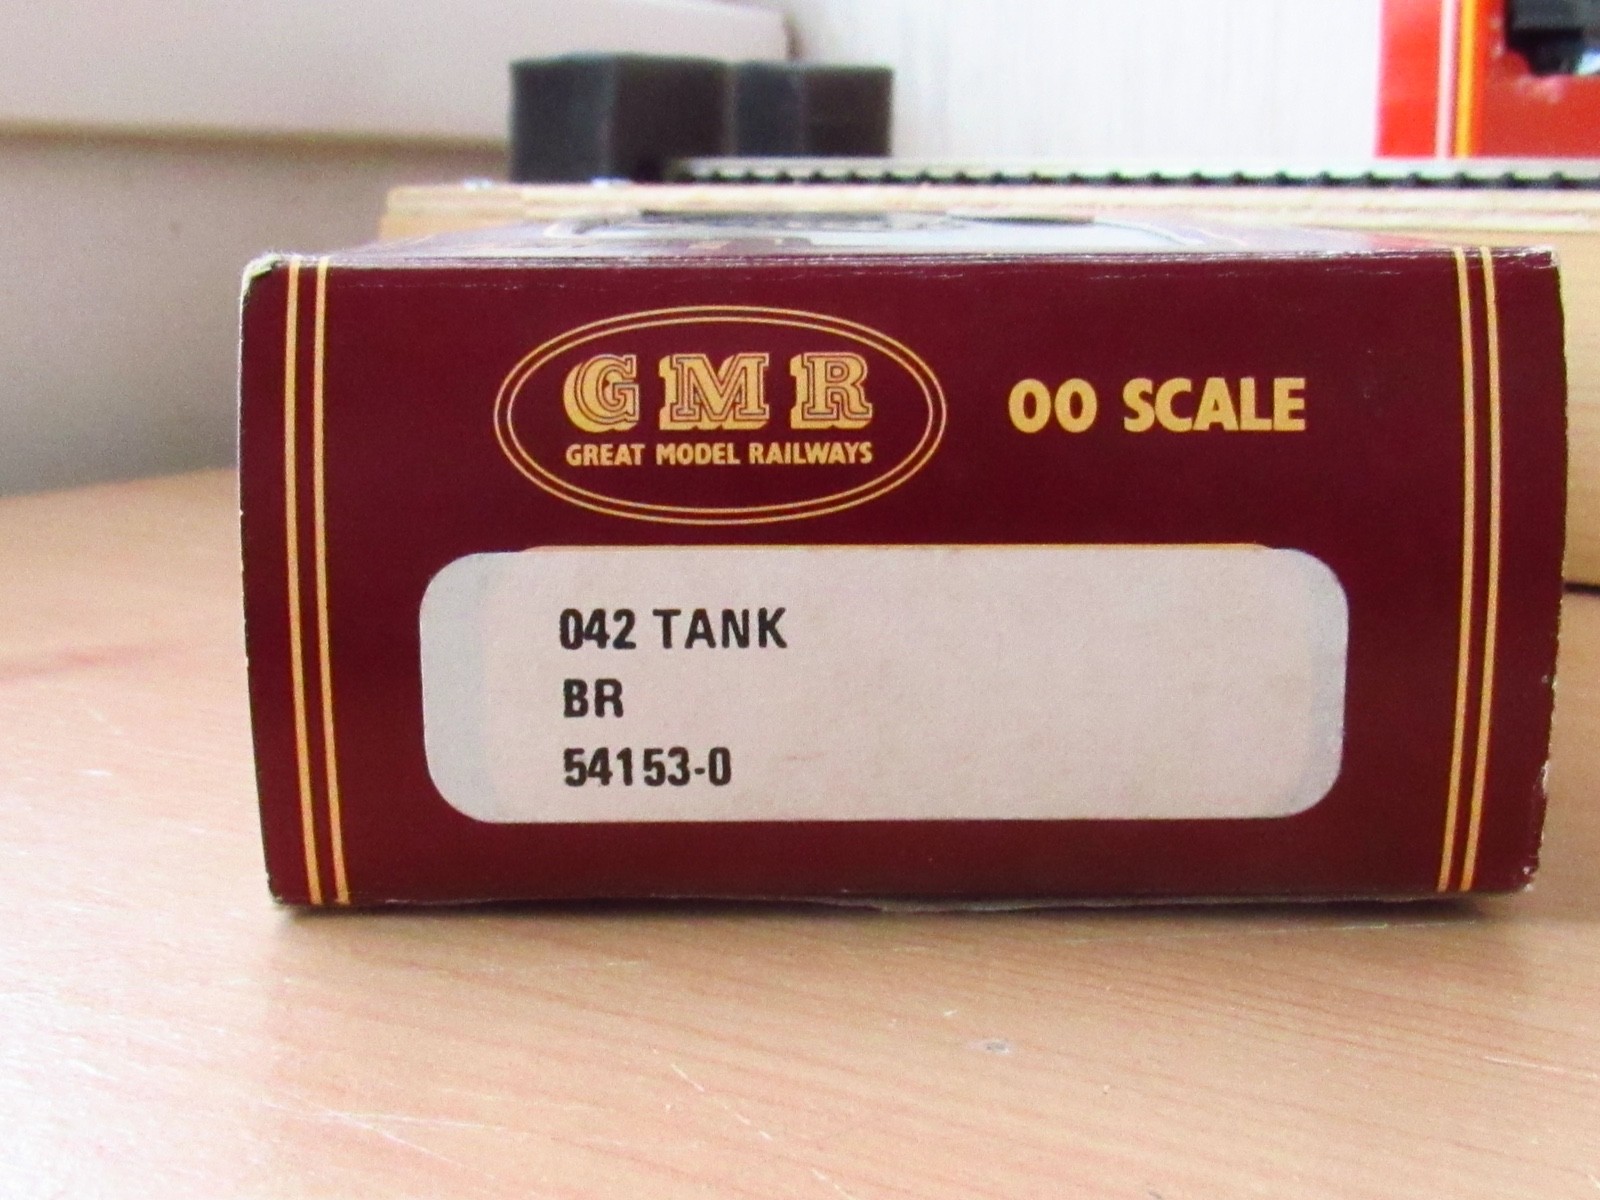 GMR
GREAT MODEL RAILWAYS
OO SCALE
042 TANK
BR
54153-0